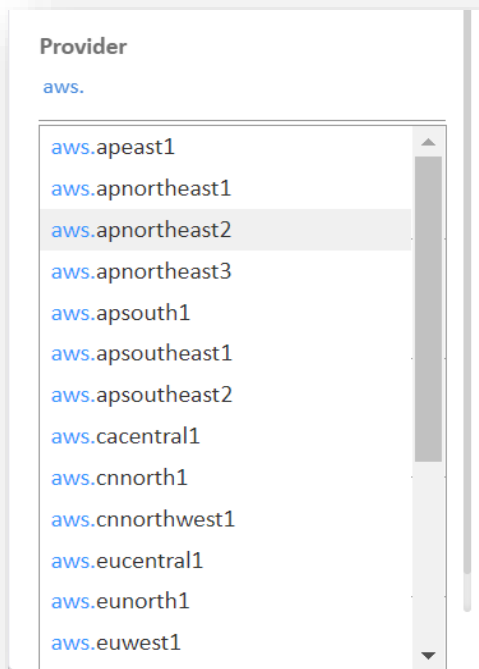 Provider
aws.
aws.apeast1
aws.apnortheast1
aws.apnortheast2
aws.apnortheast3
aws.apsouth1
aws.apsoutheast1
aws.apsoutheast2
aws.cacentral1
aws.cnnorth1
aws.cnnorthwest1
aws.eucentral1
aws.eunorth1
aws.euwest1